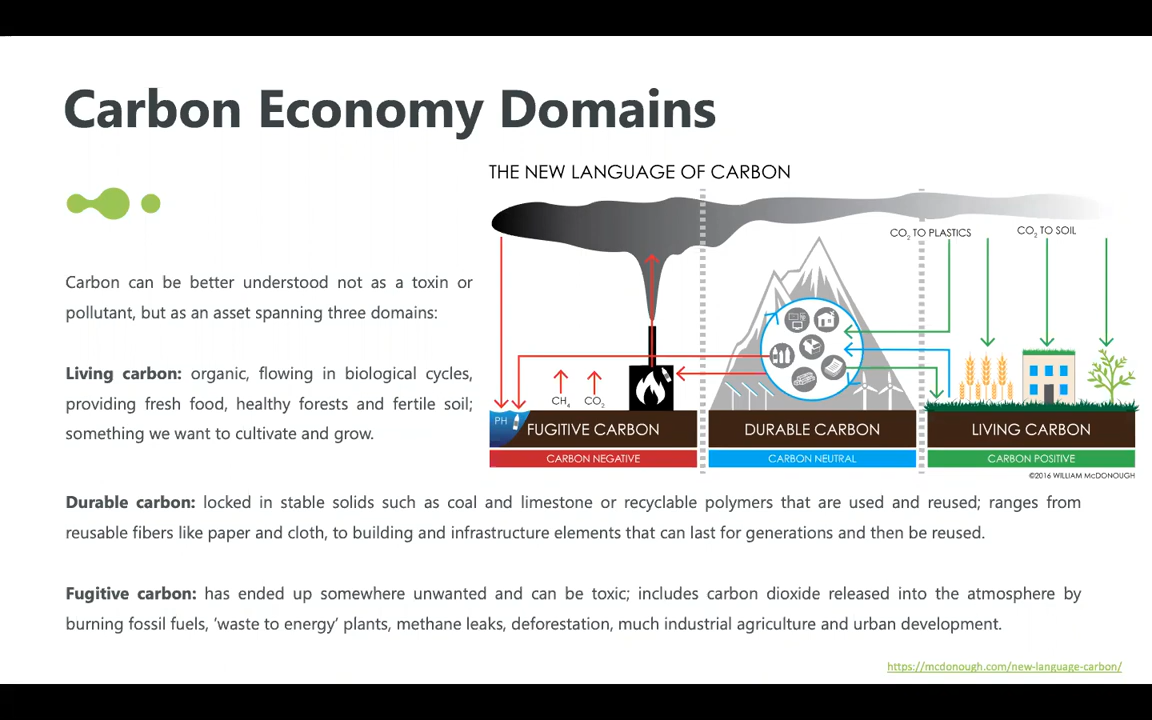 Carbon Economy Domains
THE NEW LANGUAGE OF CARBON
CO2 TO PLASTICS
CO2 TO SOIL
Carbon can be better understood not as a toxin or
pollutant, but as an asset spanning three domains:
Living carbon: organic, flowing in biological cycles,
providing fresh food, healthy forests and fertile soil;
something we want to cultivate and grow.
CH4
CO2
PH
FUGITIVE CARBON
DURABLE CARBON
LIVING CARBON
CARBON NEGATIVE
CARBON NEUTRAL
CARBON POSITIVE
©2016 WILLIAM McDONOUGH
Durable carbon: locked in stable solids such as coal and limestone or recyclable polymers that are used and reused; ranges from
reusable fibers like paper and cloth, to building and infrastructure elements that can last for generations and then be reused.
Fugitive carbon: has ended up somewhere unwanted and can be toxic; includes carbon dioxide released into the atmosphere by
burning fossil fuels, ‘waste to energy’ plants, methane leaks, deforestation, much industrial agriculture and urban development.
https://mcdonough.com/new-language-carbon/